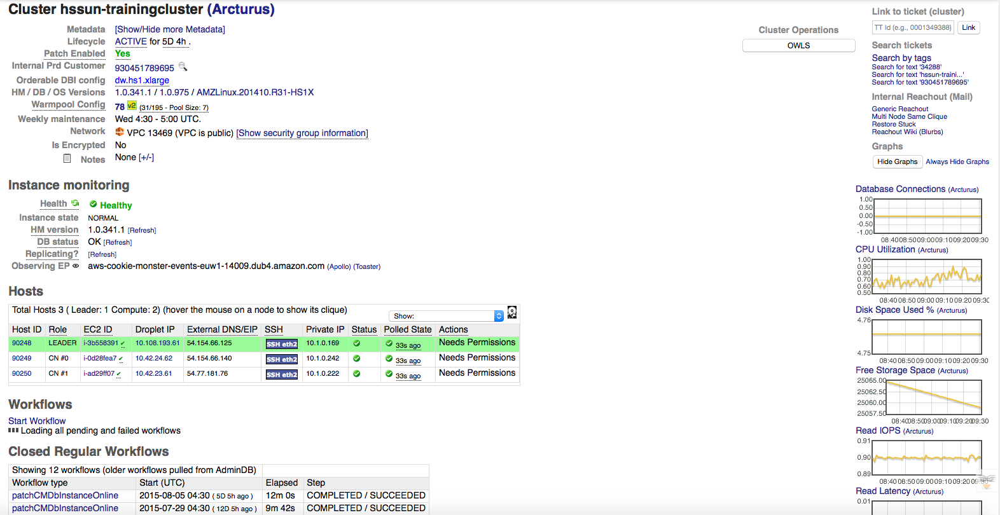 Cluster hssun-trainingcluster (Arcturus)
Metadata [Show/Hide more Metadata]
Lifecycle ACTIVE for 5D 4h .
Patch Enabled Yes
Internal Prd Customer 930451789695
Orderable DBI config dw.hs1.xlarge
HM / DB / OS Versions 1.0.341.1 / 1.0.975 / AMZLinux.201410.R31-HS1X
Warmpool Config 78 v2 (31/195 - Pool Size: 7)
Weekly maintenance Wed 4:30 - 5:00 UTC.
Network VPC 13469 (VPC is public) [Show security group information]
Is Encrypted No
Notes None [+/-]
Cluster Operations
OWLS
Link to ticket (cluster)
TT Id (e.g., 0001349388) Link
Search tickets
Search by tags
Search for text '34288'
Search for text 'hssun-traini...'
Search for text '930451789695'
Internal Reachout (Mail)
Generic Reachout
Multi Node Same Clique
Restore Stuck
Reachout Wiki (Blurbs)
Graphs
Hide Graphs Always Hide Graphs
Instance monitoring
Health Healthy
Instance state NORMAL
HM version 1.0.341.1 [Refresh]
DB status OK [Refresh]
Replicating? [Refresh]
Observing EP aws-cookie-monster-events-euw1-14009.dub4.amazon.com (Apollo) (Toaster)
Hosts
Total Hosts 3 ( Leader: 1 Compute: 2) (hover the mouse on a node to show its clique) Show:
Host ID Role EC2 ID Droplet IP External DNS/EIP SSH Private IP Status Polled State Actions
90248 LEADER i-3b558391 10.108.193.61 54.154.66.125 SSH eth2 10.1.0.169 33s ago Needs Permissions
90249 CN #0 i-0d28fea7 10.42.24.62 54.154.66.140 SSH eth2 10.1.0.242 33s ago Needs Permissions
90250 CN #1 i-ad29ff07 10.42.23.61 54.77.181.76 SSH eth2 10.1.0.222 33s ago Needs Permissions
Workflows
Start Workflow
Loading all pending and failed workflows
Closed Regular Workflows
Showing 12 workflows (older workflows pulled from AdminDB)
Workflow type Start (UTC) Elapsed Step
patchCMDbInstanceOnline 2015-08-05 04:30 ( 5D 5h ago ) 12m 0s COMPLETED / SUCCEEDED
patchCMDbInstanceOnline 2015-07-29 04:30 ( 12D 5h ago ) 9m 42s COMPLETED / SUCCEEDED
Database Connections (Arcturus)
1.00
0.50
0.00
-0.50
-1.00
08:40 08:50 09:00 09:10 09:20 09:30
CPU Utilization (Arcturus)
1.00
0.90
0.80
0.70
0.60
0.50
08:40 08:50 09:00 09:10 09:20 09:30
Disk Space Used % (Arcturus)
4.76
4.75
08:40 08:50 09:00 09:10 09:20 09:30
Free Storage Space (Arcturus)
25065.00
25062.50
25060.00
25057.50
08:40 08:50 09:00 09:10 09:20 09:30
Read IOPS (Arcturus)
0.91
0.90
0.89
08:40 08:50 09:00 09:10 09:20 09:30
Read Latency (Arcturus)
0.01